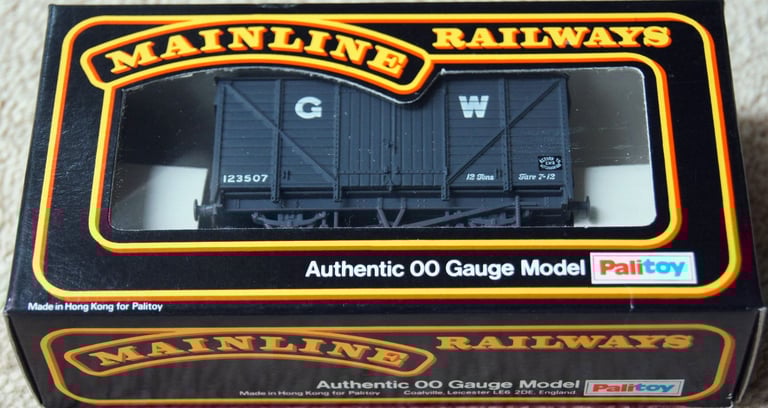 MAINLINE RAILWAYS
G W
123507
12 Tons Tare 7-12
Authentic 00 Gauge Model Palitoy
Made in Hong Kong for Palitoy
MAINLINE RAILWAYS
Authentic 00 Gauge Model Palitoy
Made in Hong Kong for Palitoy Coalville, Leicester LE6 2DE, England